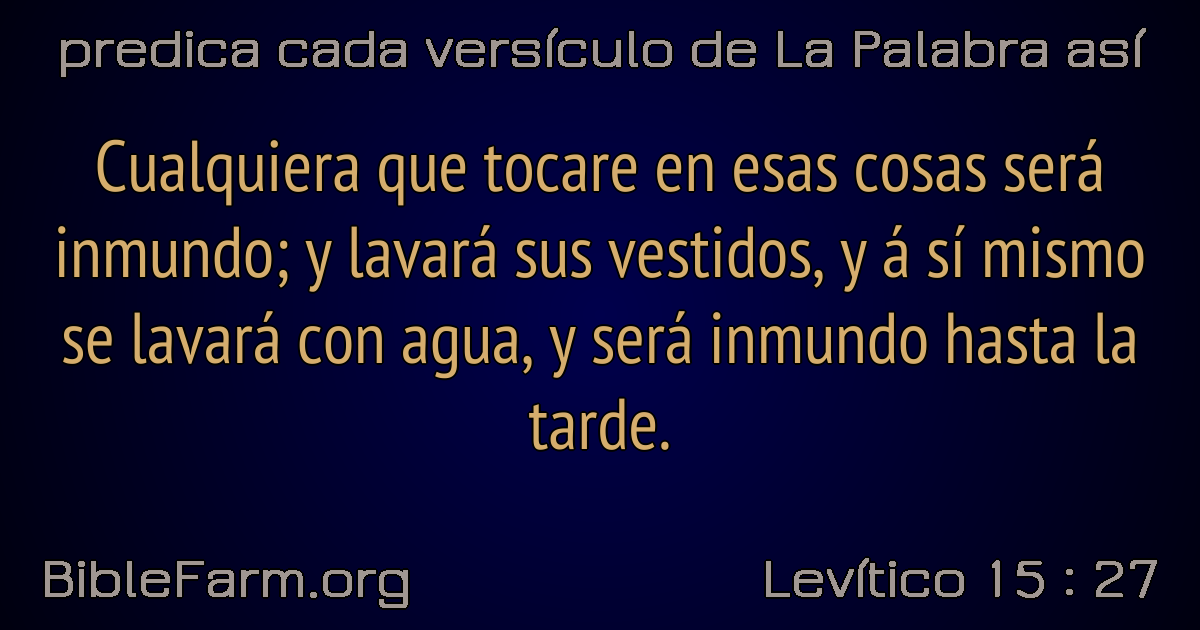 predica cada versículo de La Palabra así
Cualquiera que tocare en esas cosas será
inmundo; y lavará sus vestidos, y á sí mismo
se lavará con agua, y será inmundo hasta la
tarde.
BibleFarm.org
Levítico 15 : 27